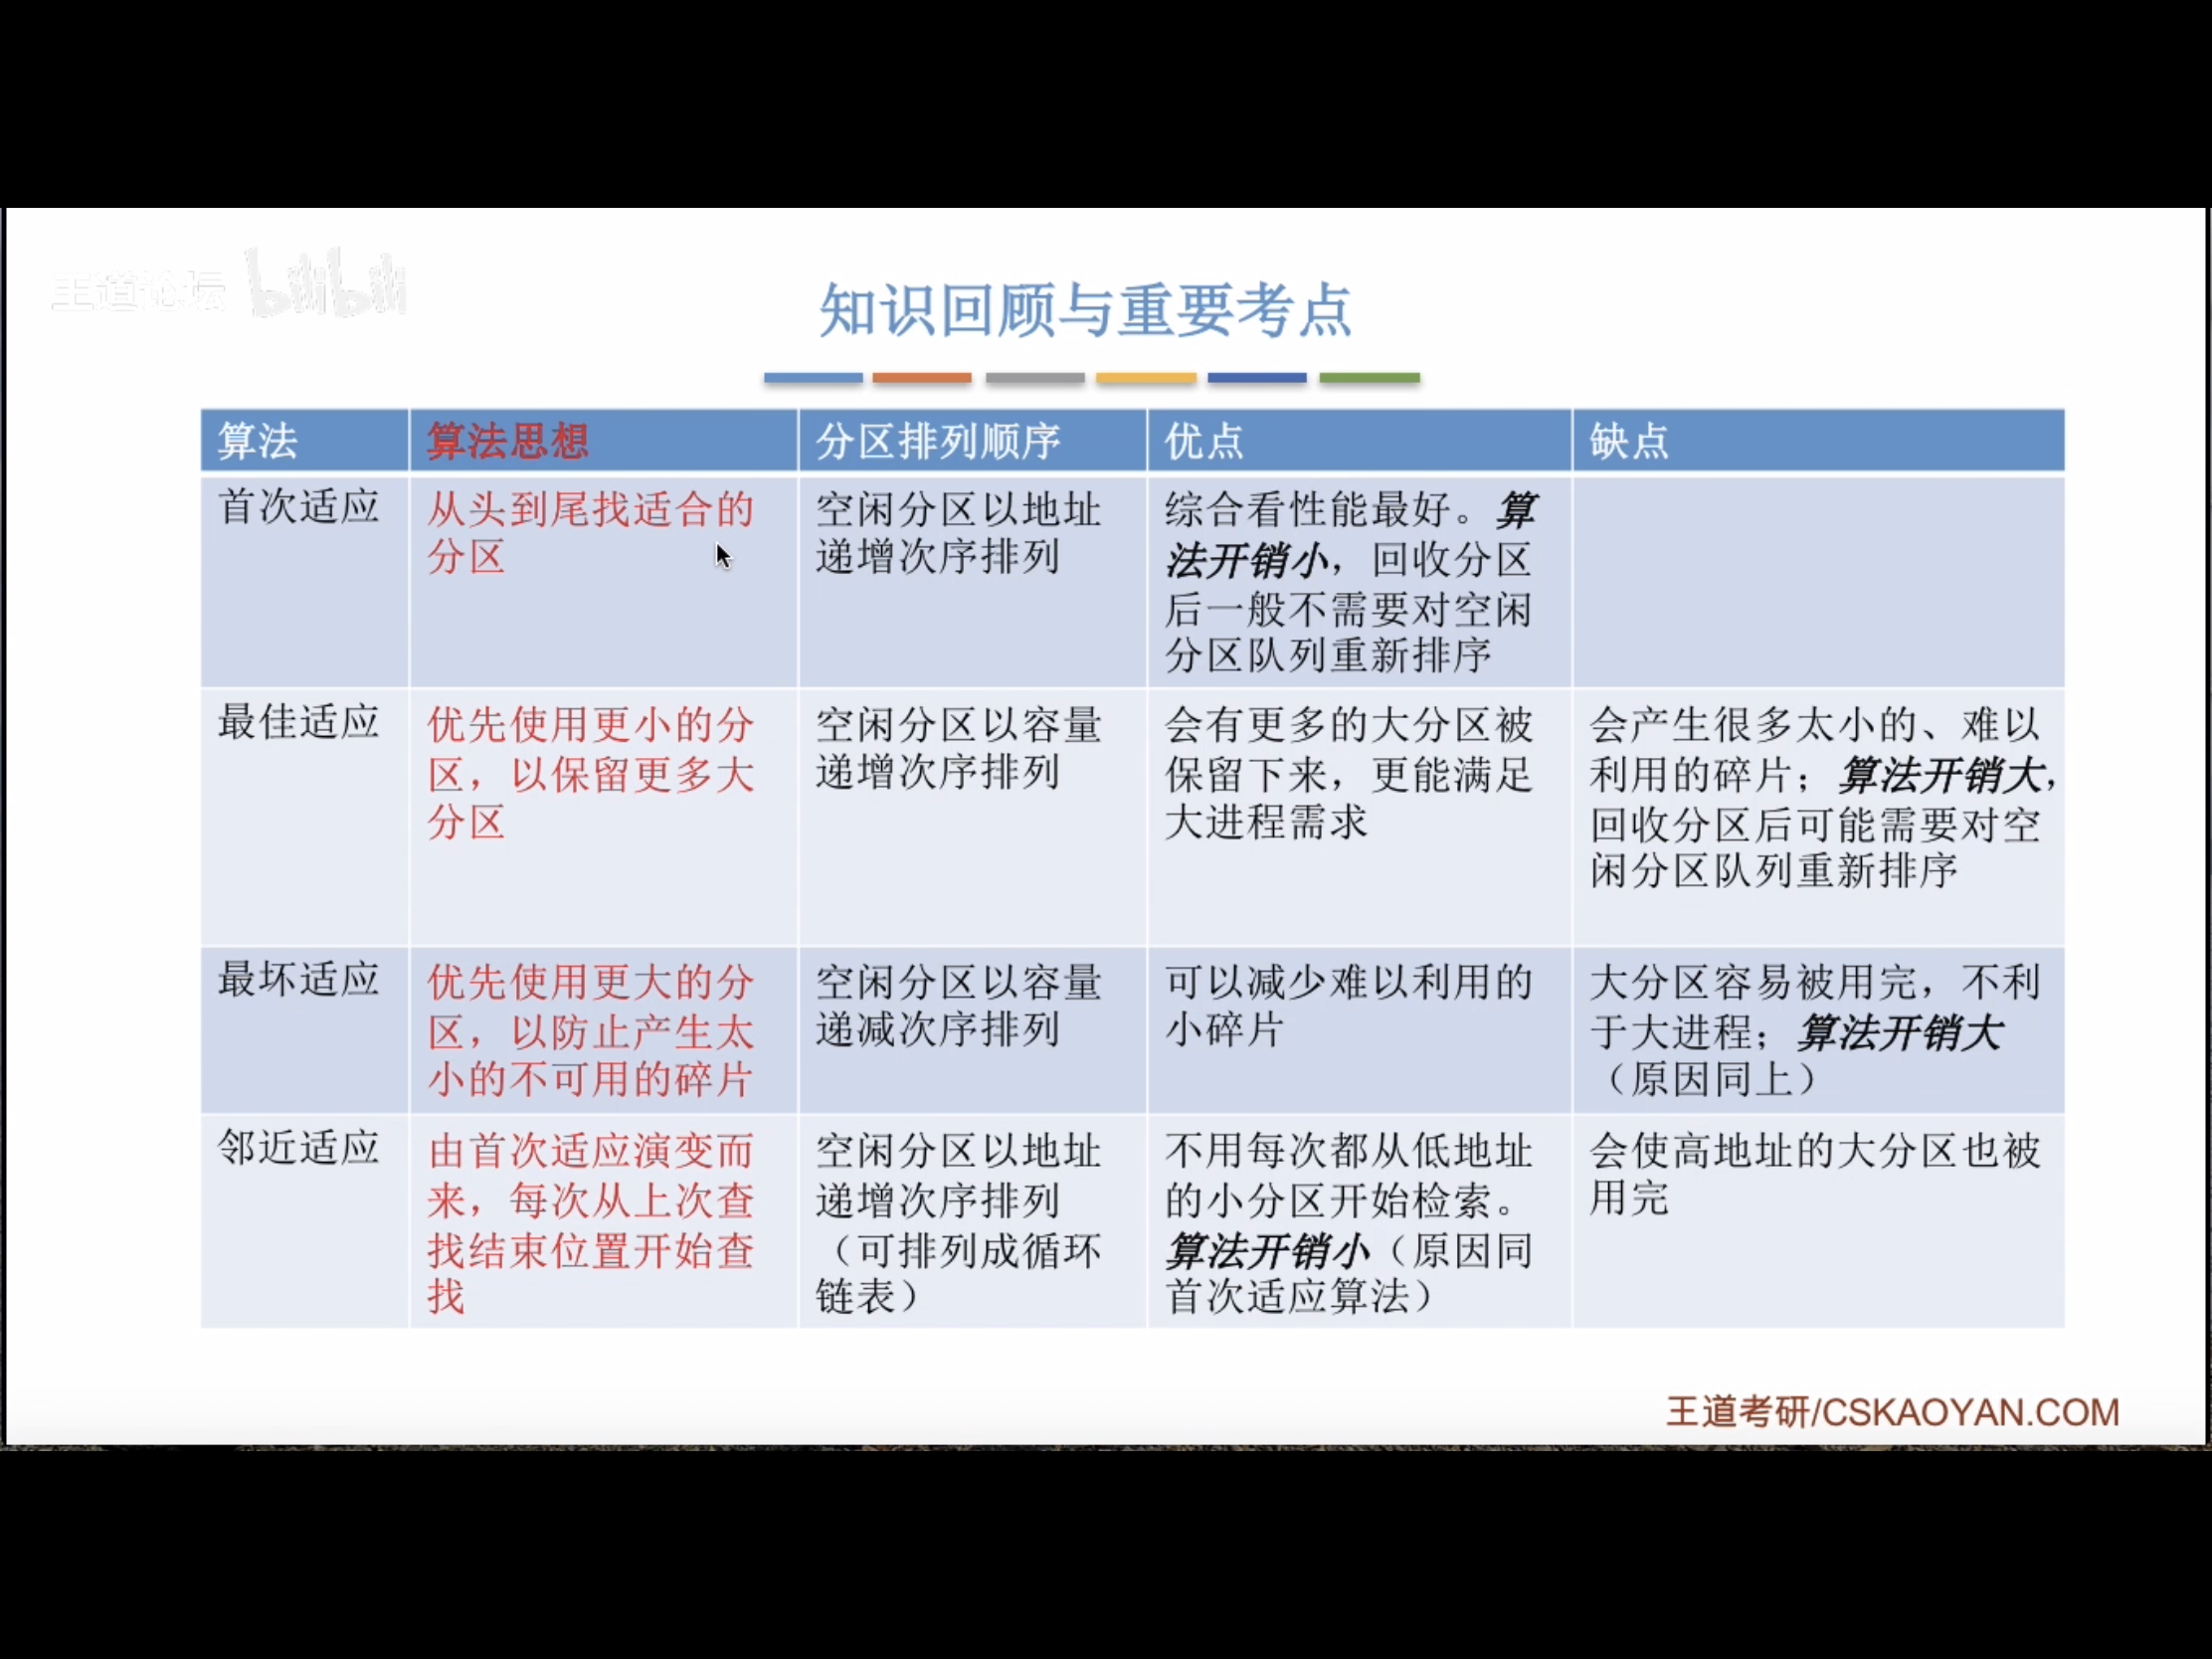 王道论坛 bilibili
知识回顾与重要考点
算法
算法思想
分区排列顺序
优点
缺点
首次适应
从头到尾找适合的
分区
空闲分区以地址
递增次序排列
综合看性能最好。算
法开销小，回收分区
后一般不需要对空闲
分区队列重新排序
最佳适应
优先使用更小的分
区，以保留更多大
分区
空闲分区以容量
递增次序排列
会有更多的大分区被
保留下来，更能满足
大进程需求
会产生很多太小的、难以
利用的碎片；算法开销大，
回收分区后可能需要对空
闲分区队列重新排序
最坏适应
优先使用更大的分
区，以防止产生太
小的不可用的碎片
空闲分区以容量
递减次序排列
可以减少难以利用的
小碎片
大分区容易被用完，不利
于大进程；算法开销大
（原因同上）
邻近适应
由首次适应演变而
来，每次从上次查
找结束位置开始查
找
空闲分区以地址
递增次序排列
（可排列成循环
链表）
不用每次都从低地址
的小分区开始检索。
算法开销小（原因同
首次适应算法）
会使高地址的大分区也被
用完
王道考研/CSKAOYAN.COM